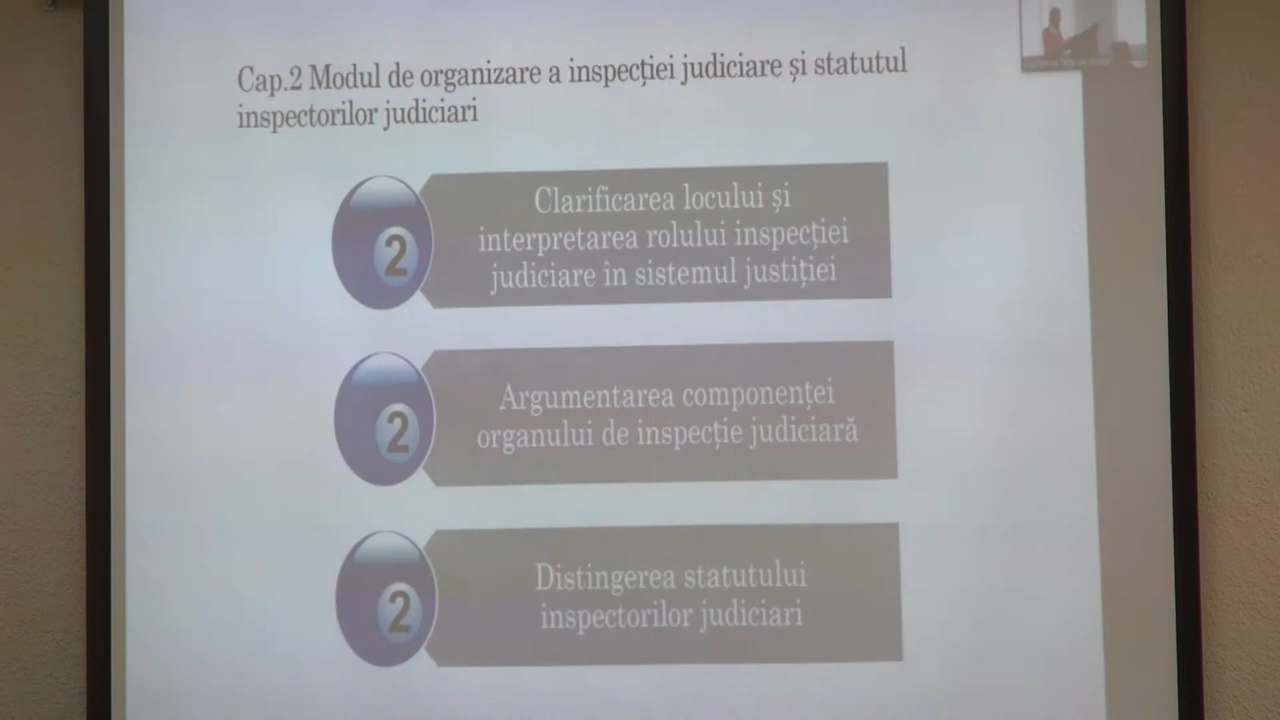 Cap.2 Modul de organizare a inspecției judiciare și statutul
inspectorilor judiciari
2
Clarificarea locului și
interpretarea rolului inspecției
judiciare în sistemul justiției
2
Argumentarea componenței
organului de inspecție judiciară
2
Distingerea statutului
inspectorilor judiciari